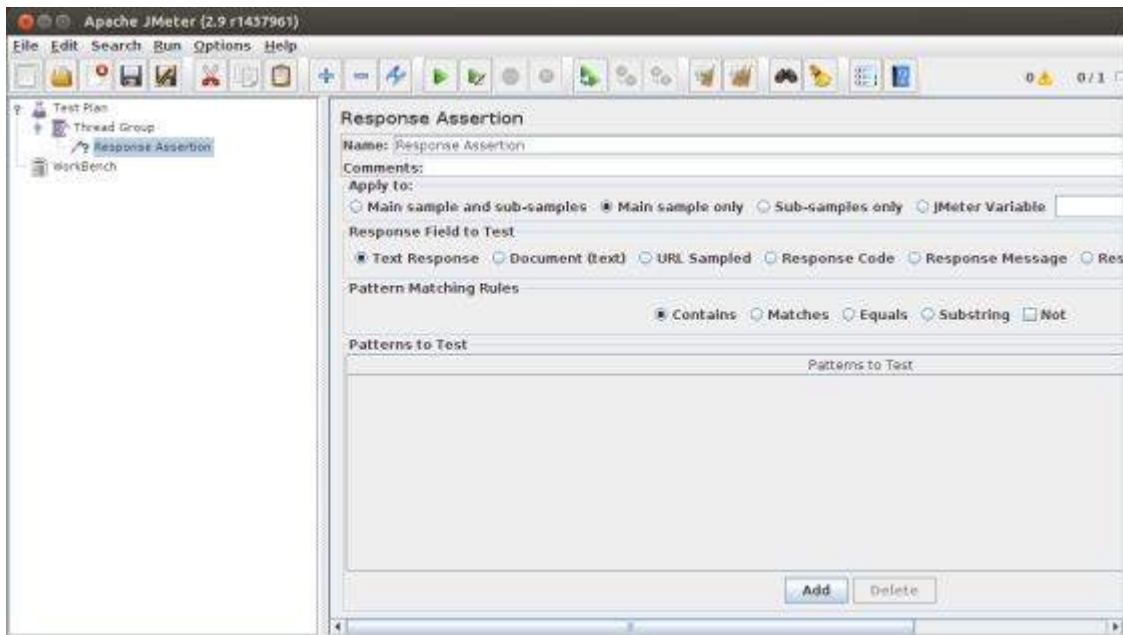 Apache JMeter (2.9 r1437961)
File Edit Search Run Options Help
0 0/1
Test Plan
Thread Group
Response Assertion
WorkBench
Response Assertion
Name: Response Assertion
Comments:
Apply to:
Main sample and sub-samples Main sample only Sub-samples only JMeter Variable
Response Field to Test
Text Response Document (text) URL Sampled Response Code Response Message Res
Pattern Matching Rules
Contains Matches Equals Substring Not
Patterns to Test
Patterns to Test
Add Delete